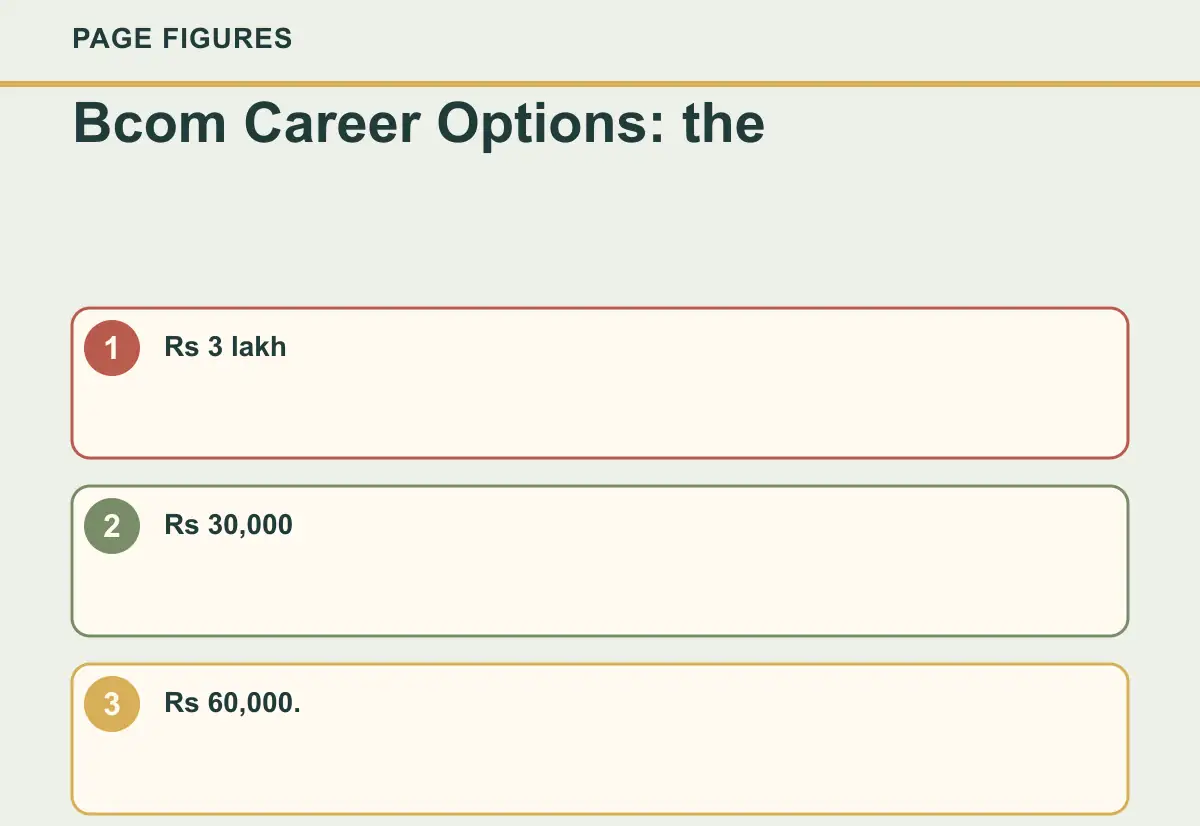 PAGE FIGURES
Bcom Career Options: the
1 Rs 3 lakh
2 Rs 30,000
3 Rs 60,000.